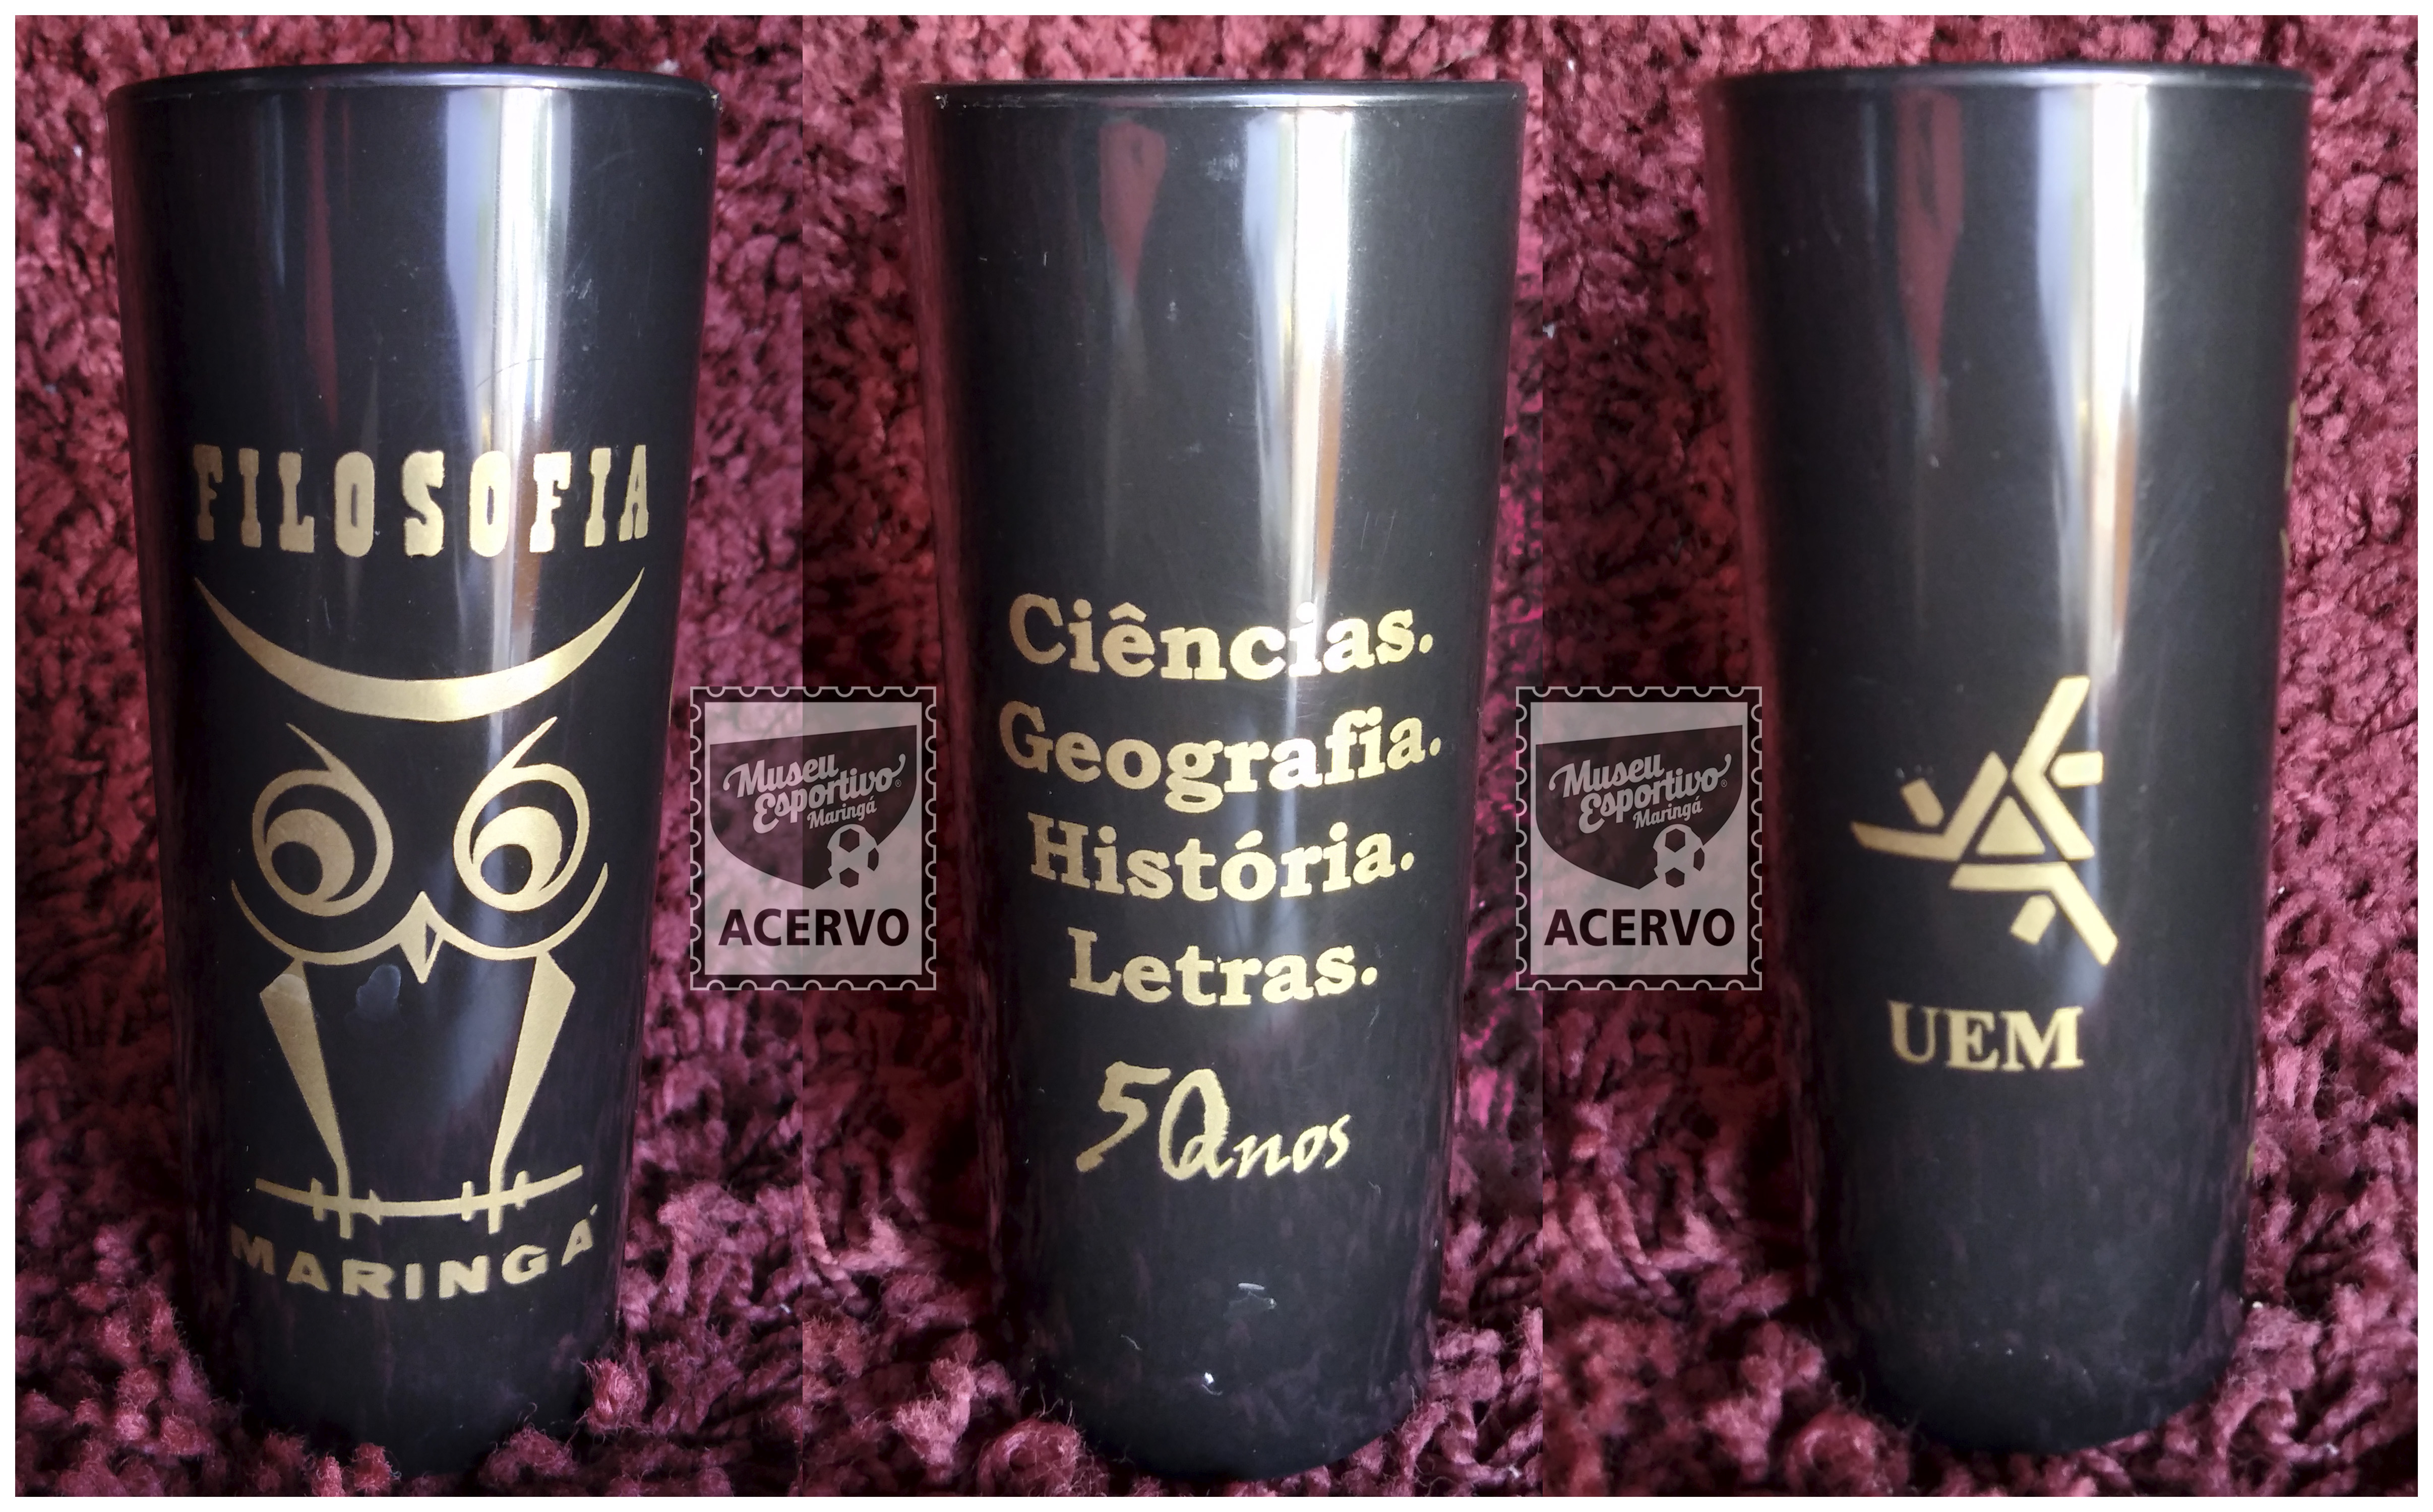 FILOSOFIA
MARINGÁ
Museu
Esportivo®
Maringá
ACERVO
Ciências.
Geografia.
História.
Letras.
50anos
Museu
Esportivo®
Maringá
ACERVO
UEM